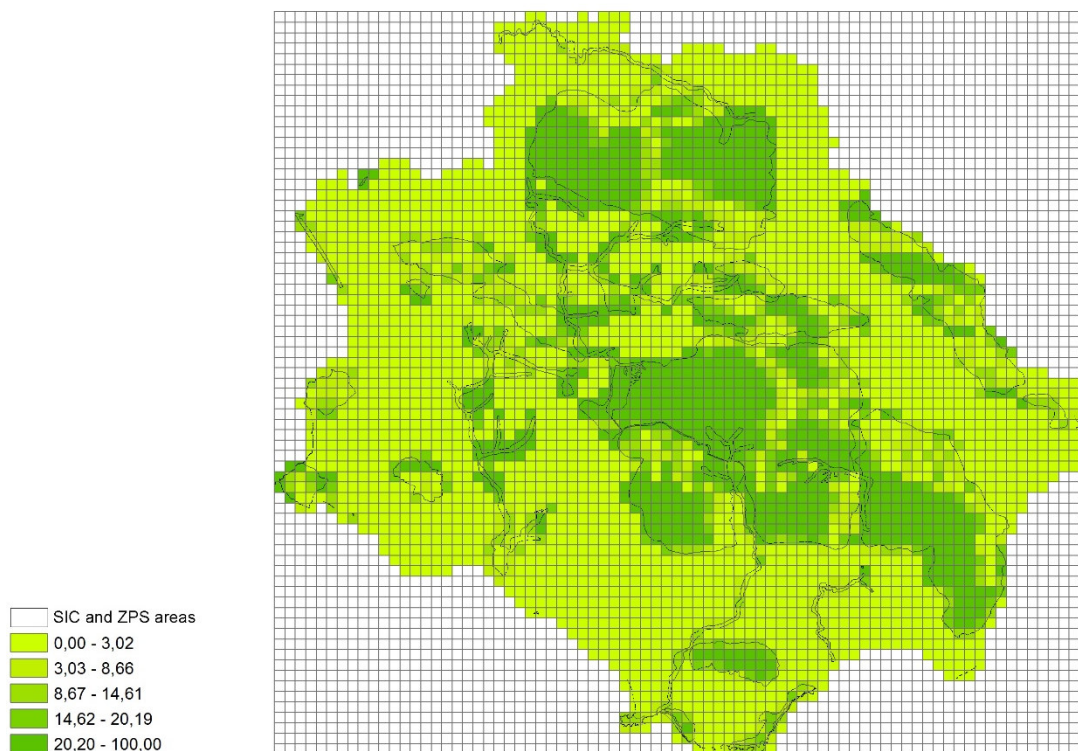 SIC and ZPS areas
0,00 - 3,02
3,03 - 8,66
8,67 - 14,61
14,62 - 20,19
20,20 - 100,00